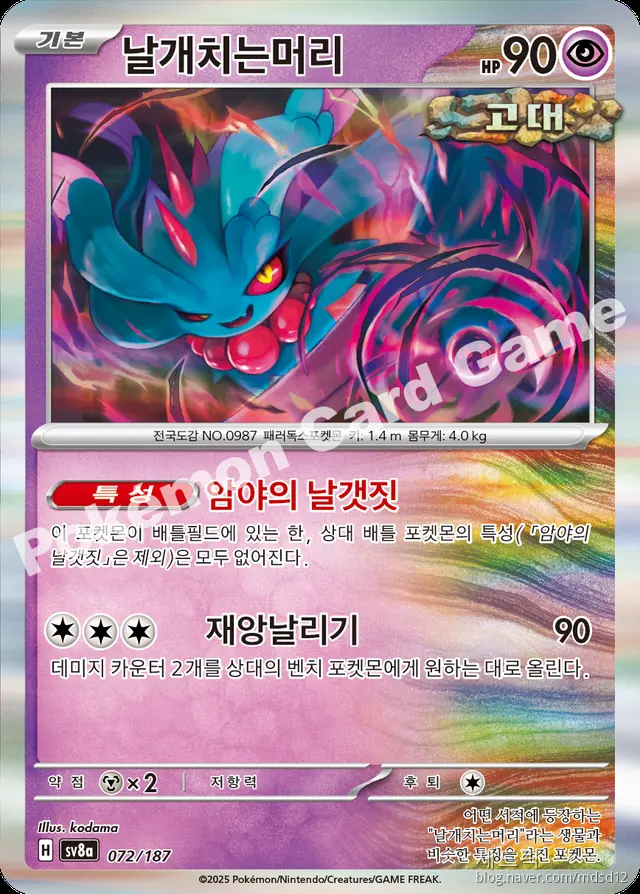 기본
날개치는머리
HP 90
고대
전국도감 NO.0987 패러독스포켓몬 키: 1.4 m 몸무게: 4.0 kg
Pokémon Card Game
특성 암야의 날갯짓
이 포켓몬이 배틀필드에 있는 한, 상대 배틀 포켓몬의 특성(「암야의
날갯짓」은 제외)은 모두 없어진다.
재앙날리기 90
데미지 카운터 2개를 상대의 벤치 포켓몬에게 원하는 대로 올린다.
약점 ×2 저항력 후퇴
Illus. kodama
H sv8a 072/187
어떤 서적에 등장하는
"날개치는머리"라는 생물과
비슷한 특징을 가진 포켓몬.
©2025 Pokémon/Nintendo/Creatures/GAME FREAK.
blog.naver.com/mdsd12